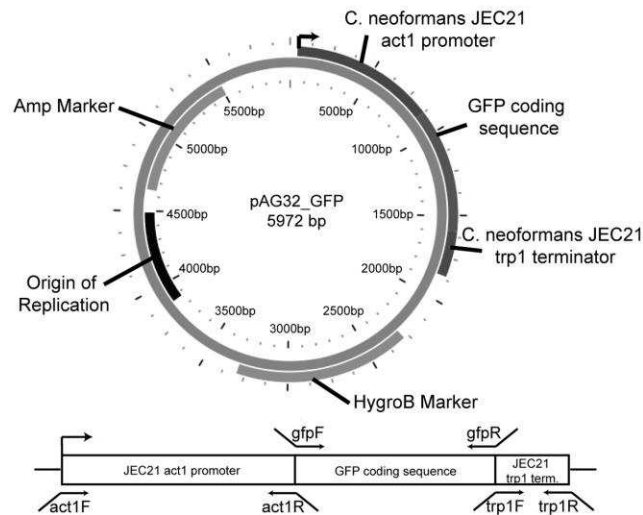 C. neoformans JEC21
act1 promoter
Amp Marker
GFP coding
sequence
5500bp
500bp
5000bp
1000bp
pAG32_GFP
5972 bp
4500bp
1500bp
C. neoformans JEC21
trp1 terminator
Origin of
Replication
4000bp
2000bp
3500bp
2500bp
3000bp
HygroB Marker
gfpF
gfpR
JEC21 act1 promoter
GFP coding sequence
JEC21
trp1 term.
act1F
act1R
trp1F
trp1R